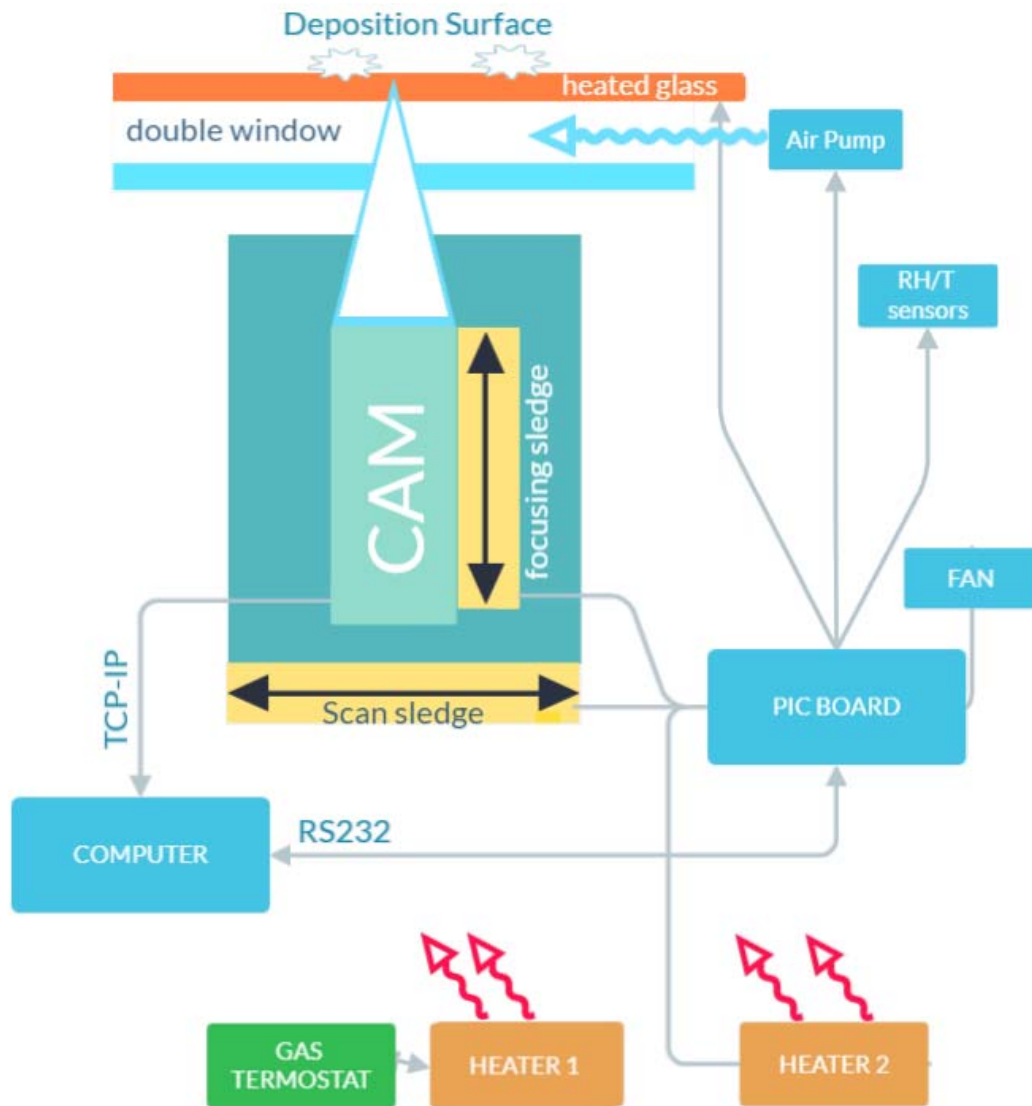 Deposition Surface
heated glass
double window
Air Pump
RH/T
sensors
CAM
focusing sledge
FAN
TCP-IP
Scan sledge
PIC BOARD
COMPUTER
RS232
GAS
TERMOSTAT
HEATER 1
HEATER 2